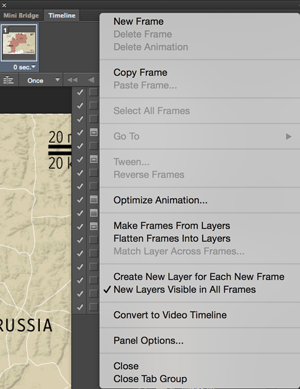 Mini Bridge Timeline
1
0 sec.
Once
New Frame
Delete Frame
Delete Animation
Copy Frame
Paste Frame...
Select All Frames
Go To
Tween...
Reverse Frames
Optimize Animation...
Make Frames From Layers
Flatten Frames Into Layers
Match Layer Across Frames...
Create New Layer for Each New Frame
New Layers Visible in All Frames
Convert to Video Timeline
Panel Options...
Close
Close Tab Group
20 
20 k
RUSSIA